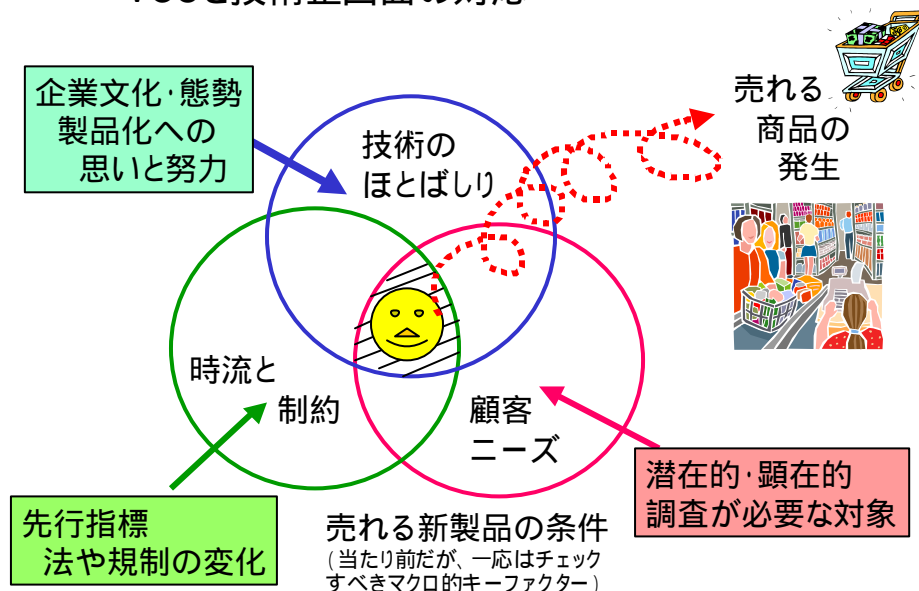 企業文化・態勢
製品化への
思いと努力
技術の
ほとばしり
売れる
商品の
発生
時流と
制約
顧客
ニーズ
先行指標
法や規制の変化
売れる新製品の条件
(当たり前だが、一応はチェック
すべきマクロ的キーファクター)
潜在的・顕在的
調査が必要な対象